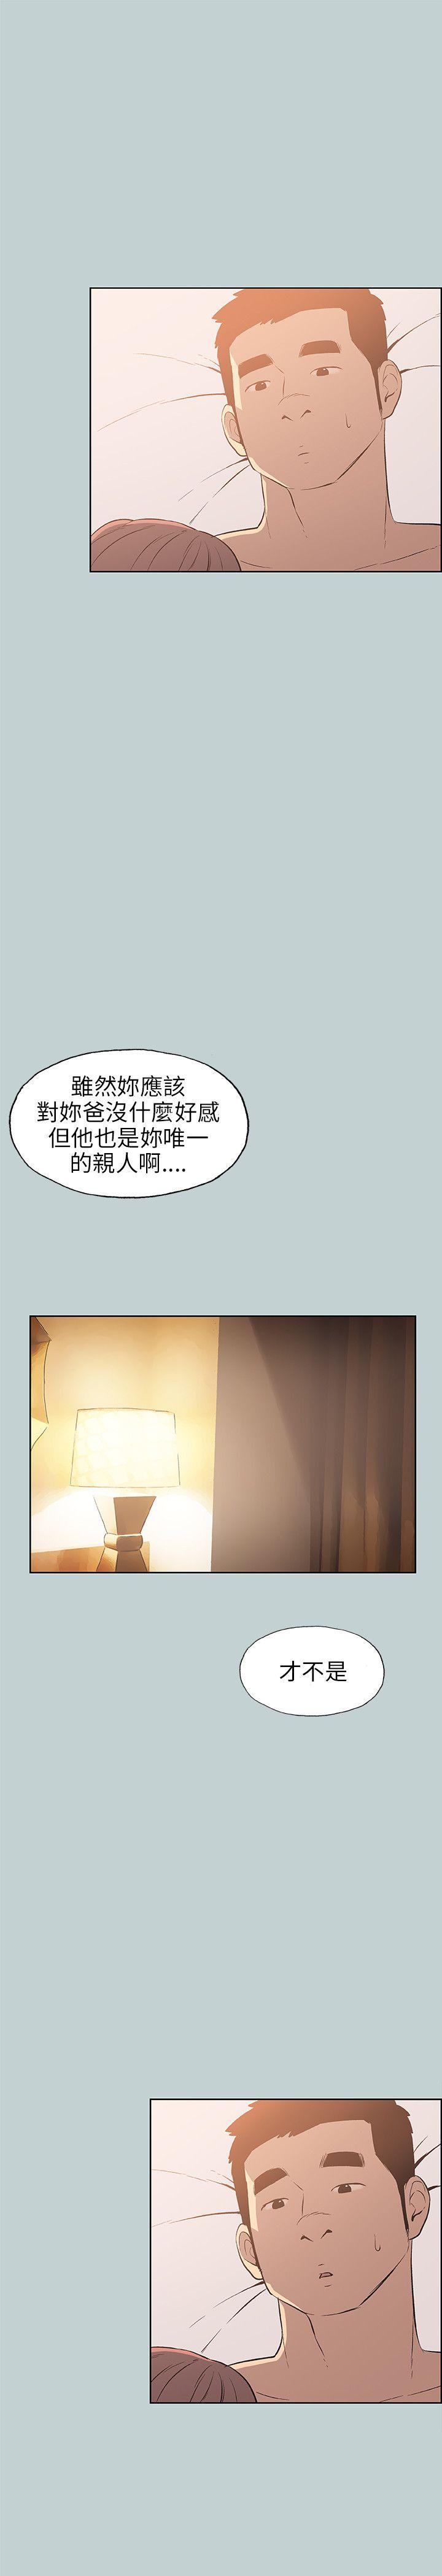 雖然妳應該
對妳爸沒什麼好感
但他也是妳唯一
的親人啊....
才不是